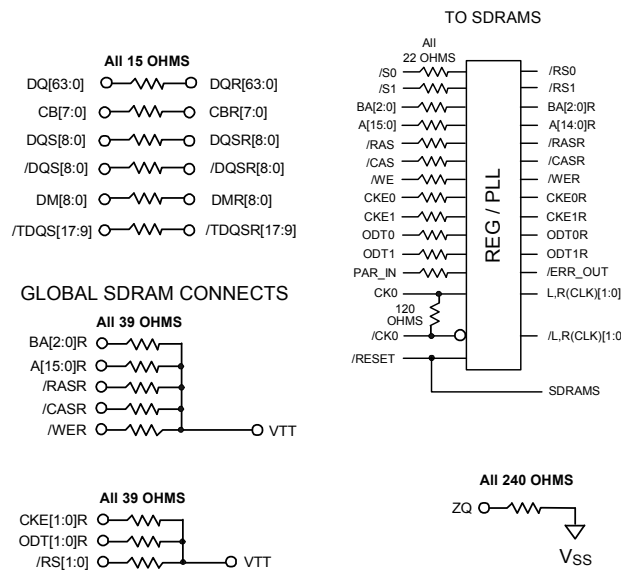 TO SDRAMS
All 15 OHMS
DQ[63:0] DQR[63:0]
CB[7:0] CBR[7:0]
DQS[8:0] DQSR[8:0]
/DQS[8:0] /DQSR[8:0]
DM[8:0] DMR[8:0]
/TDQS[17:9] /TDQSR[17:9]
All
22 OHMS
/S0 /RS0
/S1 /RS1
BA[2:0] BA[2:0]R
A[15:0] A[14:0]R
/RAS /RASR
/CAS /CASR
/WE /WER
CKE0 CKE0R
CKE1 CKE1R
ODT0 ODT0R
ODT1 ODT1R
PAR_IN /ERR_OUT
CK0 L,R(CLK)[1:0]
120
OHMS
/CK0 /L,R(CLK)[1:0
/RESET
SDRAMS
REG / PLL
GLOBAL SDRAM CONNECTS
All 39 OHMS
BA[2:0]R
A[15:0]R
/RASR
/CASR
/WER VTT
All 39 OHMS
CKE[1:0]R
ODT[1:0]R
/RS[1:0] VTT
All 240 OHMS
ZQ
VSS